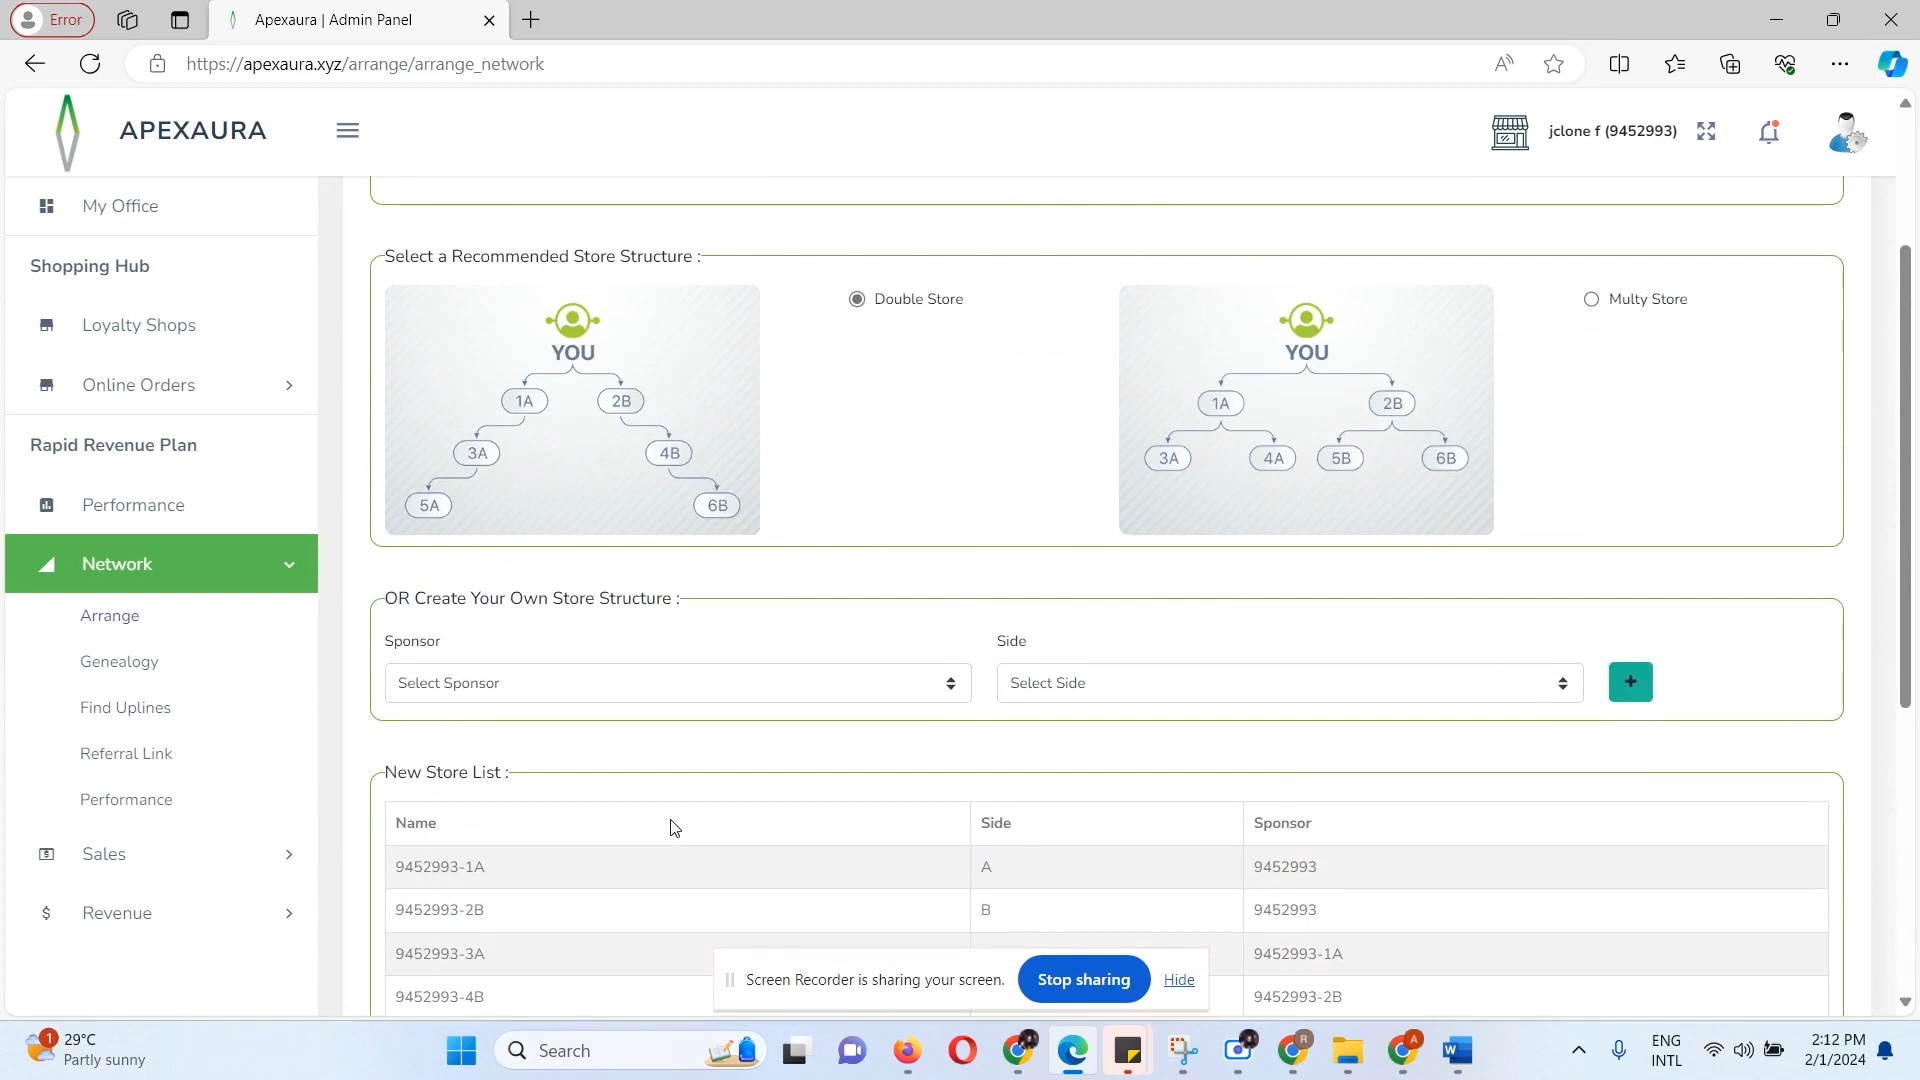 Error
Apexaura | Admin Panel
https://apexaura.xyz/arrange/arrange_network
APEXAURA
jclone f (9452993)
My Office
Shopping Hub
Loyalty Shops
Online Orders
Rapid Revenue Plan
Performance
Network
Arrange
Genealogy
Find Uplines
Referral Link
Performance
Sales
Revenue
Select a Recommended Store Structure :
YOU
1A 2B
3A 4B
5A 6B
Double Store
YOU
1A 2B
3A 4A 5B 6B
Multy Store
OR Create Your Own Store Structure :
Sponsor Side
Select Sponsor Select Side +
New Store List :
Name Side Sponsor
9452993-1A A 9452993
9452993-2B B 9452993
9452993-3A 9452993-1A
9452993-4B 9452993-2B
Screen Recorder is sharing your screen. Stop sharing Hide
1 29°C
Partly sunny
Search
ENG
INTL
2:12 PM
2/1/2024